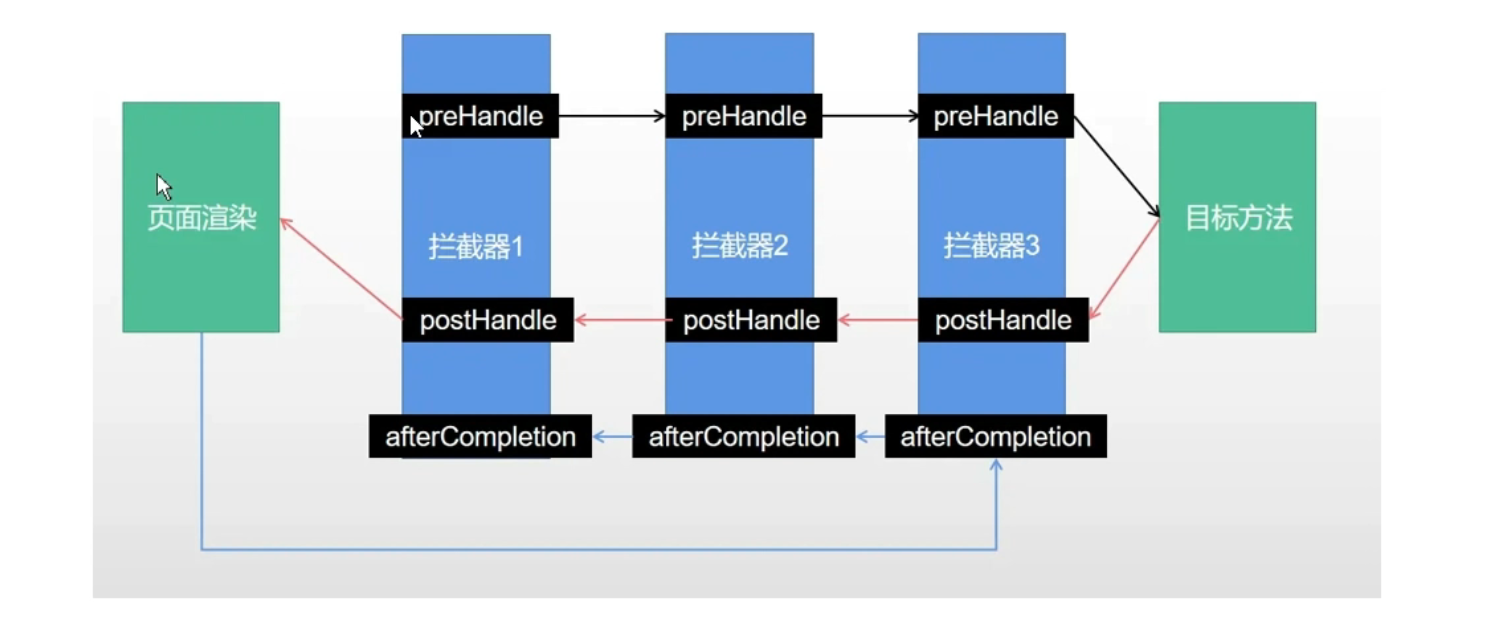 preHandle
preHandle
preHandle
页面渲染
拦截器1
拦截器2
拦截器3
目标方法
postHandle
postHandle
postHandle
afterCompletion
afterCompletion
afterCompletion